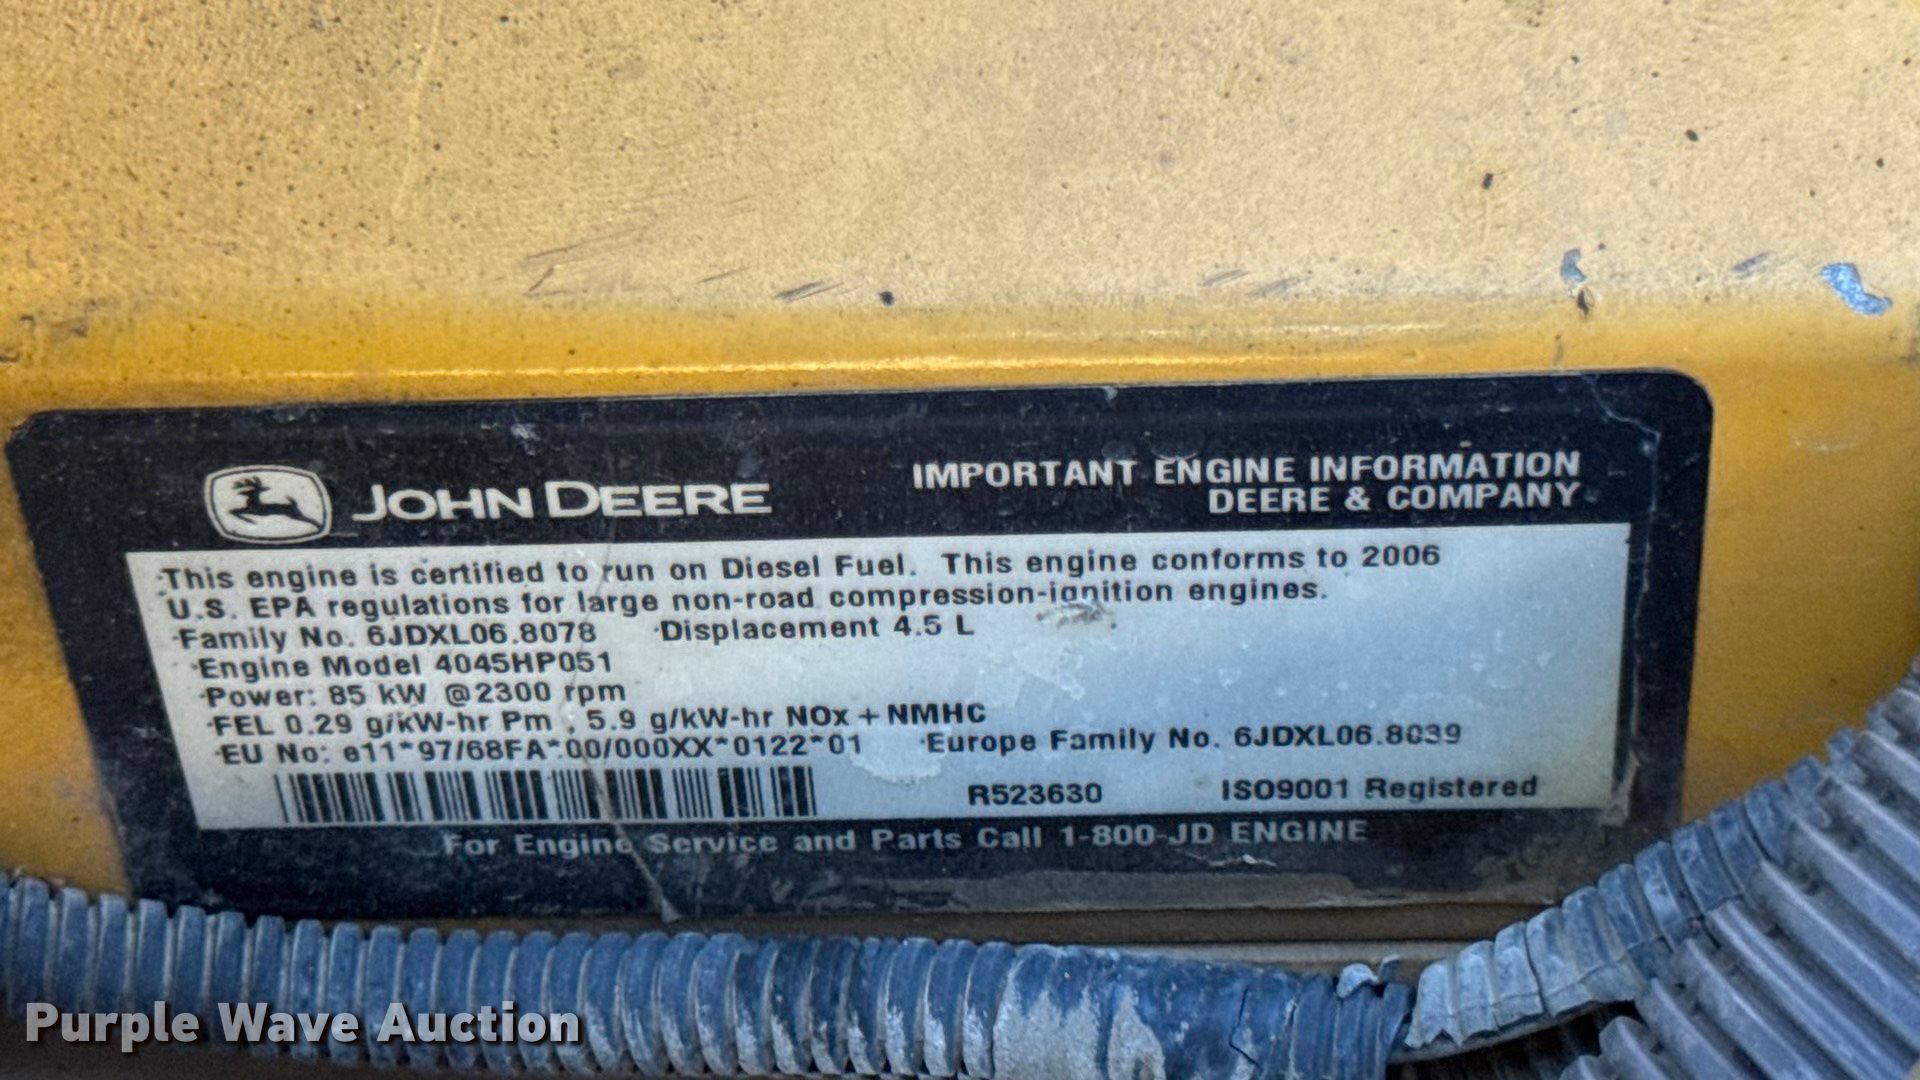 JOHN DEERE
IMPORTANT ENGINE INFORMATION
DEERE & COMPANY
This engine is certified to run on Diesel Fuel. This engine conforms to 2006
U.S. EPA regulations for large non-road compression-ignition engines.
Family No. 6JDXL06.8078 Displacement 4.5 L
Engine Model 4045HP051
Power: 85 kW @2300 rpm
FEL 0.29 g/kW-hr Pm , 5.9 g/kW-hr NOx + NMHC
EU No: e11*97/68FA*00/000XX*0122*01 Europe Family No. 6JDXL06.8039
R523630 ISO9001 Registered
For Engine Service and Parts Call 1-800-JD ENGINE
Purple Wave Auction